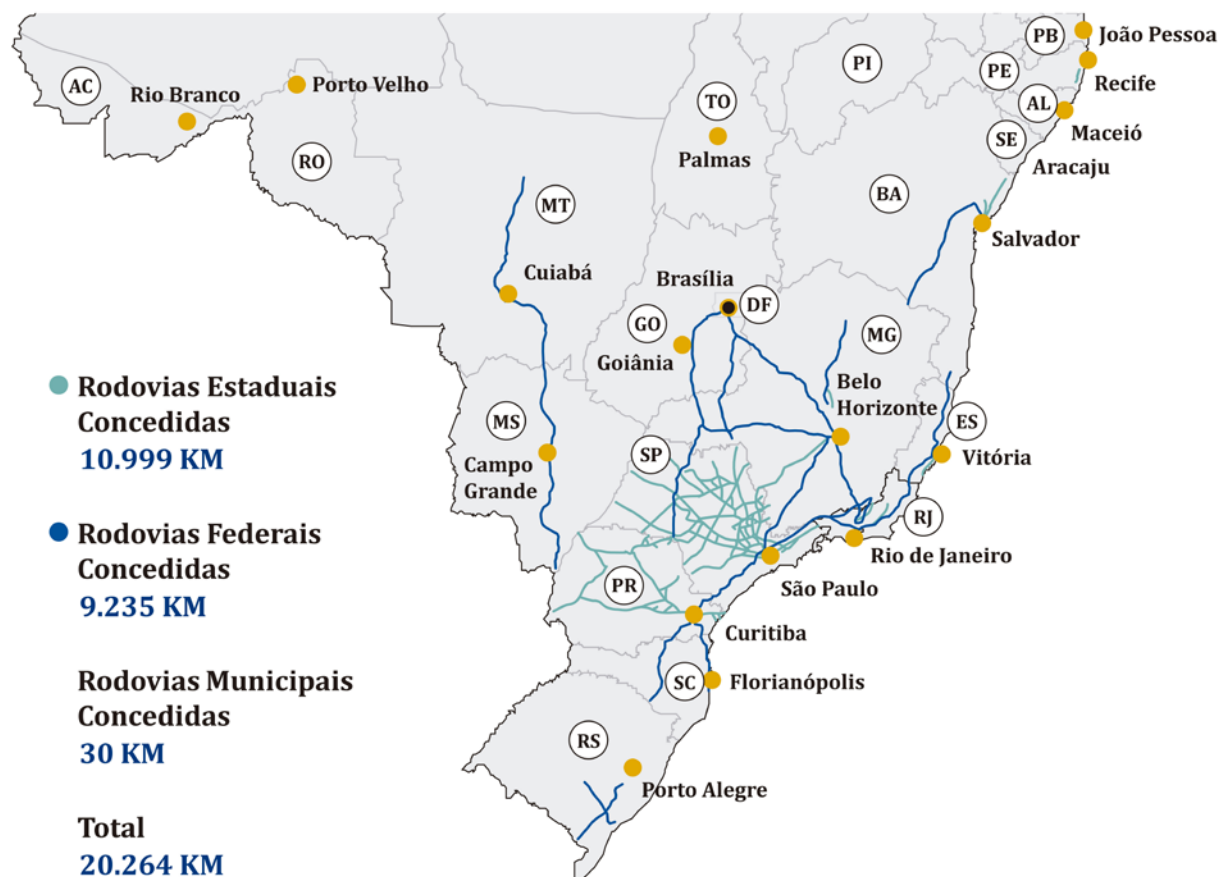 PB
João Pessoa
PI
PE
Recife
AC
Rio Branco
Porto Velho
TO
AL
Maceió
RO
Palmas
SE
Aracaju
MT
BA
Salvador
Cuiabá
Brasília
DF
GO
Goiânia
MG
Belo
Horizonte
Rodovias Estaduais
Concedidas
10.999 KM
MS
Campo
Grande
SP
ES
Vitória
Rodovias Federais
Concedidas
9.235 KM
RJ
Rio de Janeiro
São Paulo
PR
Curitiba
Rodovias Municipais
Concedidas
30 KM
SC
Florianópolis
RS
Porto Alegre
Total
20.264 KM